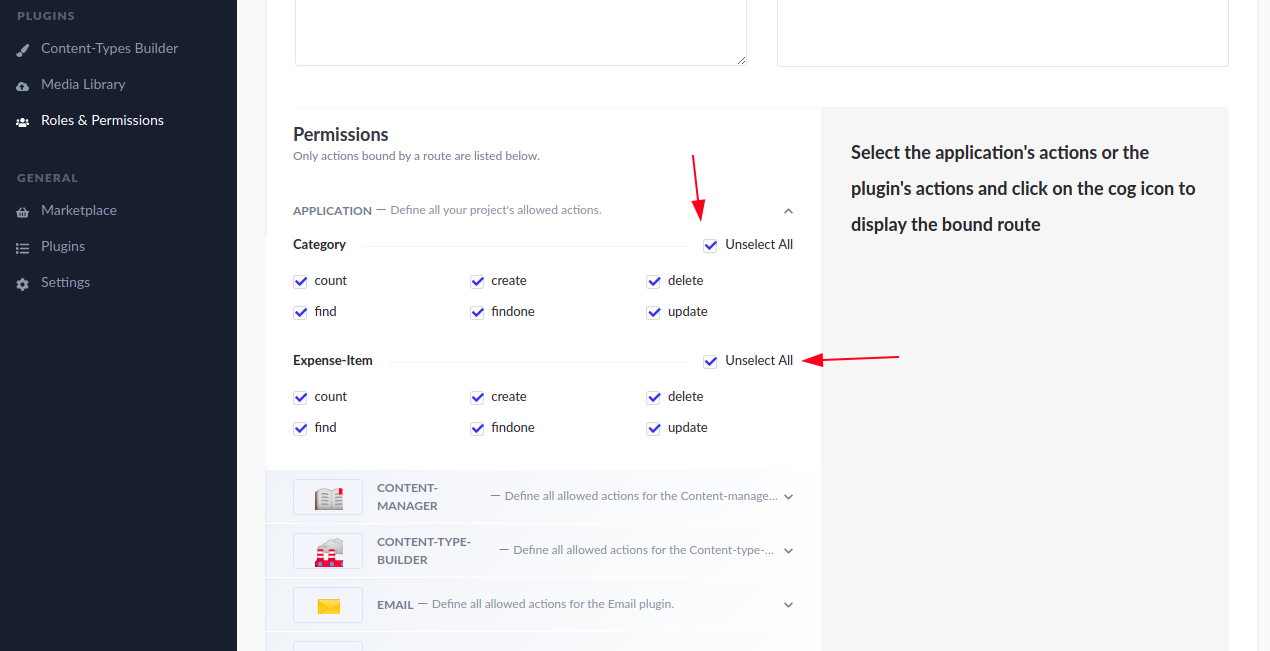 PLUGINS
Content-Types Builder
Media Library
Roles & Permissions
GENERAL
Marketplace
Plugins
Settings
Permissions
Only actions bound by a route are listed below.
APPLICATION — Define all your project's allowed actions.
Category
Unselect All
count
create
delete
find
findone
update
Expense-Item
Unselect All
count
create
delete
find
findone
update
CONTENT-
MANAGER
— Define all allowed actions for the Content-manage...
CONTENT-TYPE-
BUILDER
— Define all allowed actions for the Content-type-...
EMAIL — Define all allowed actions for the Email plugin.
Select the application's actions or the
plugin's actions and click on the cog icon to
display the bound route